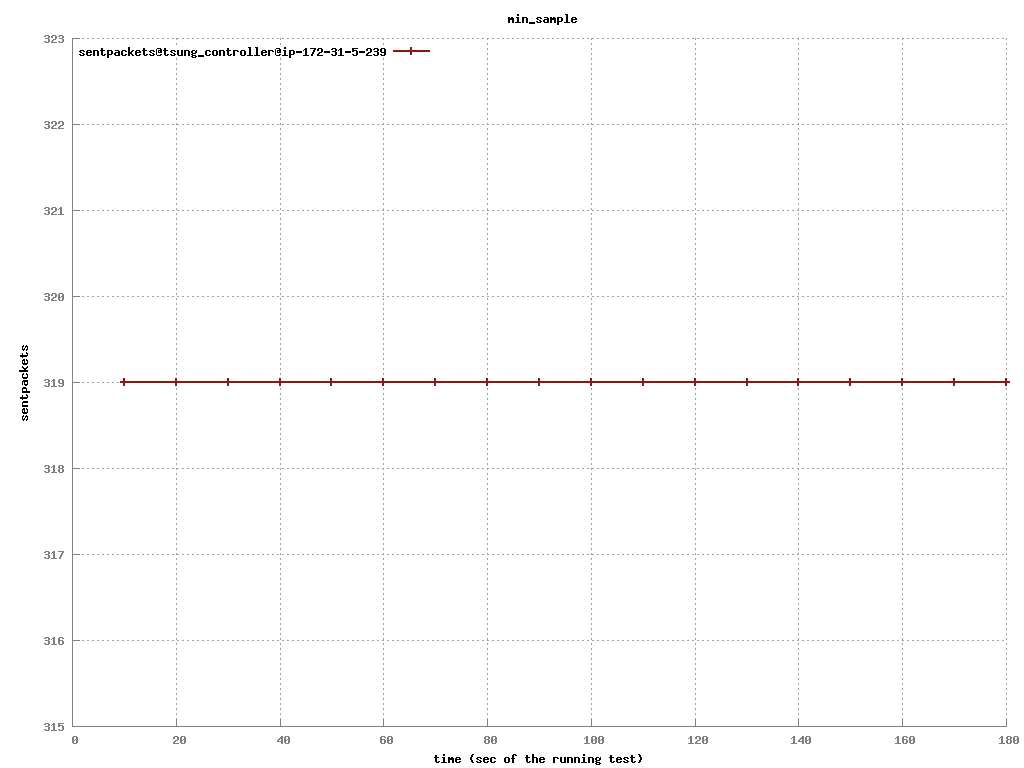 min_sample
sentpackets@tsung_controller@ip-172-31-5-239
323
322
321
320
319
318
317
316
315
sentpackets
0 20 40 60 80 100 120 140 160 180
time (sec of the running test)